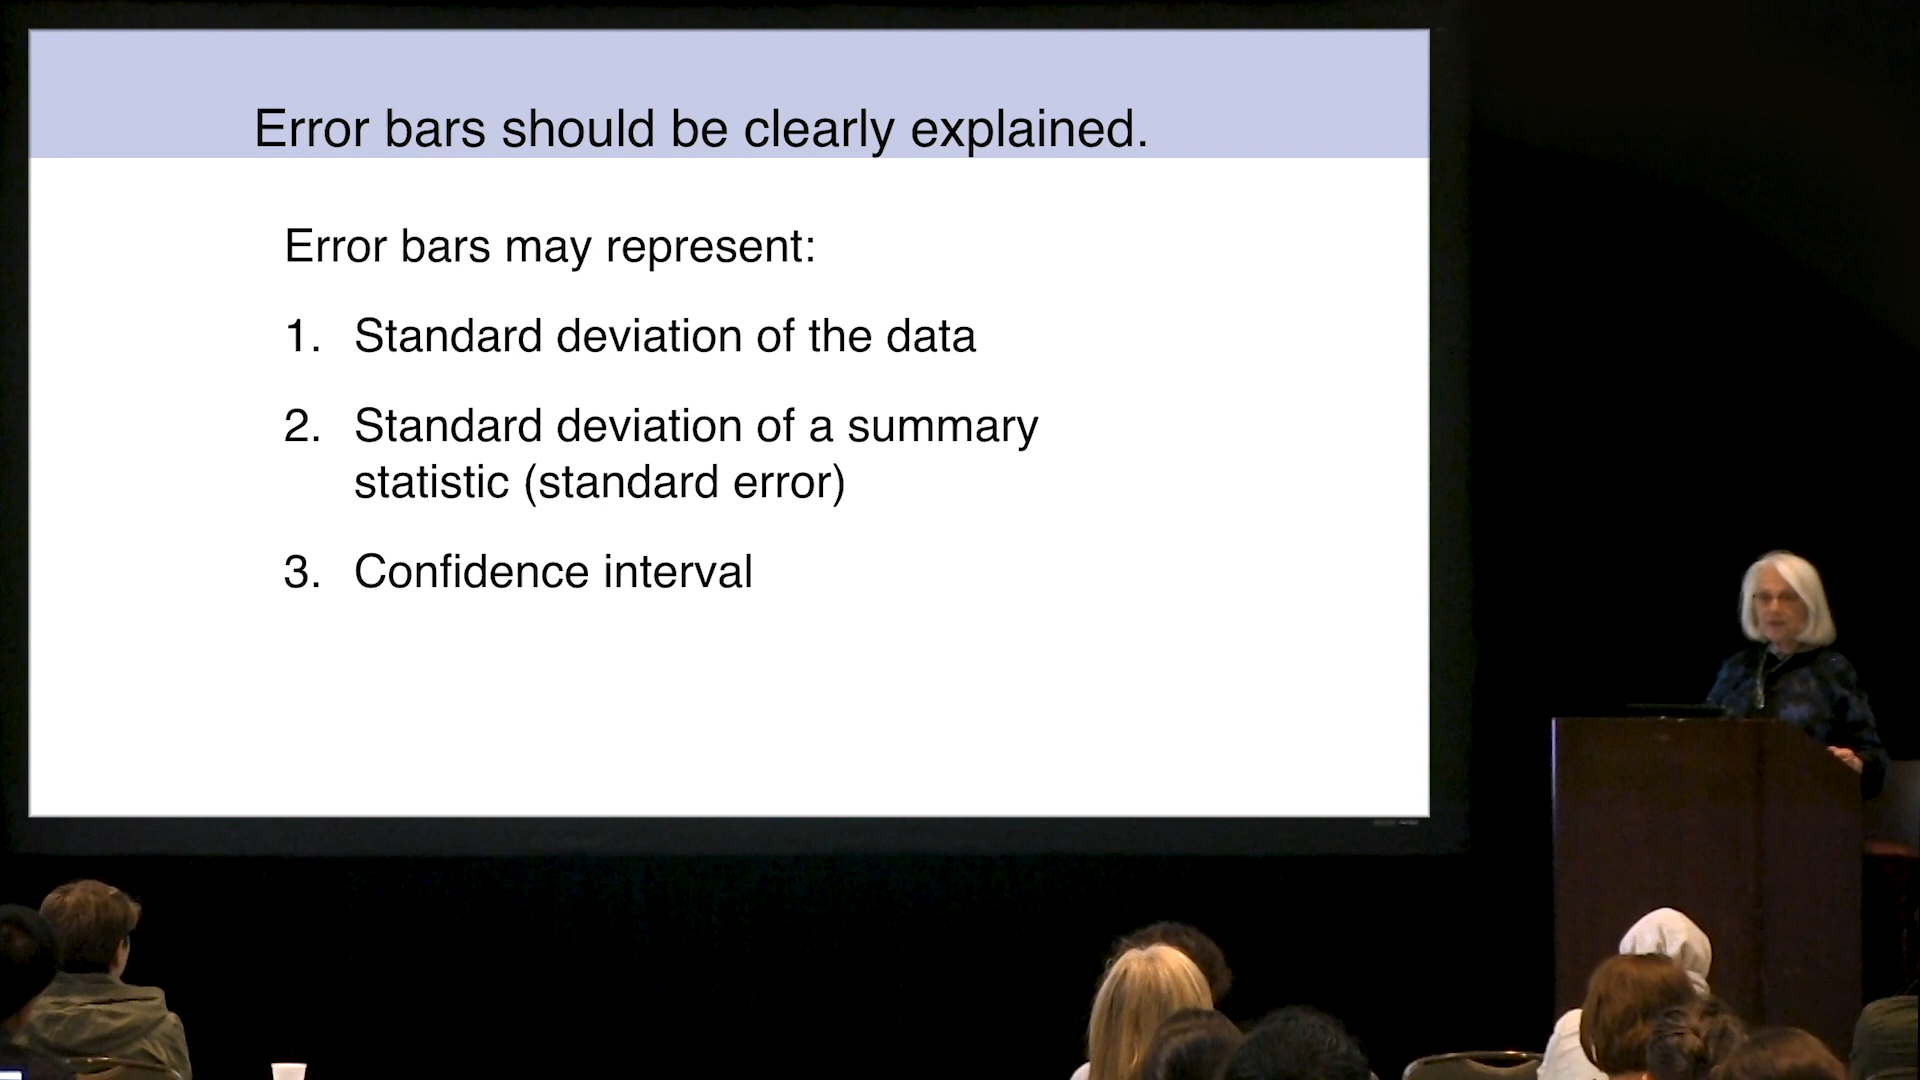 Error bars should be clearly explained.
Error bars may represent:
1. Standard deviation of the data
2. Standard deviation of a summary
statistic (standard error)
3. Confidence interval